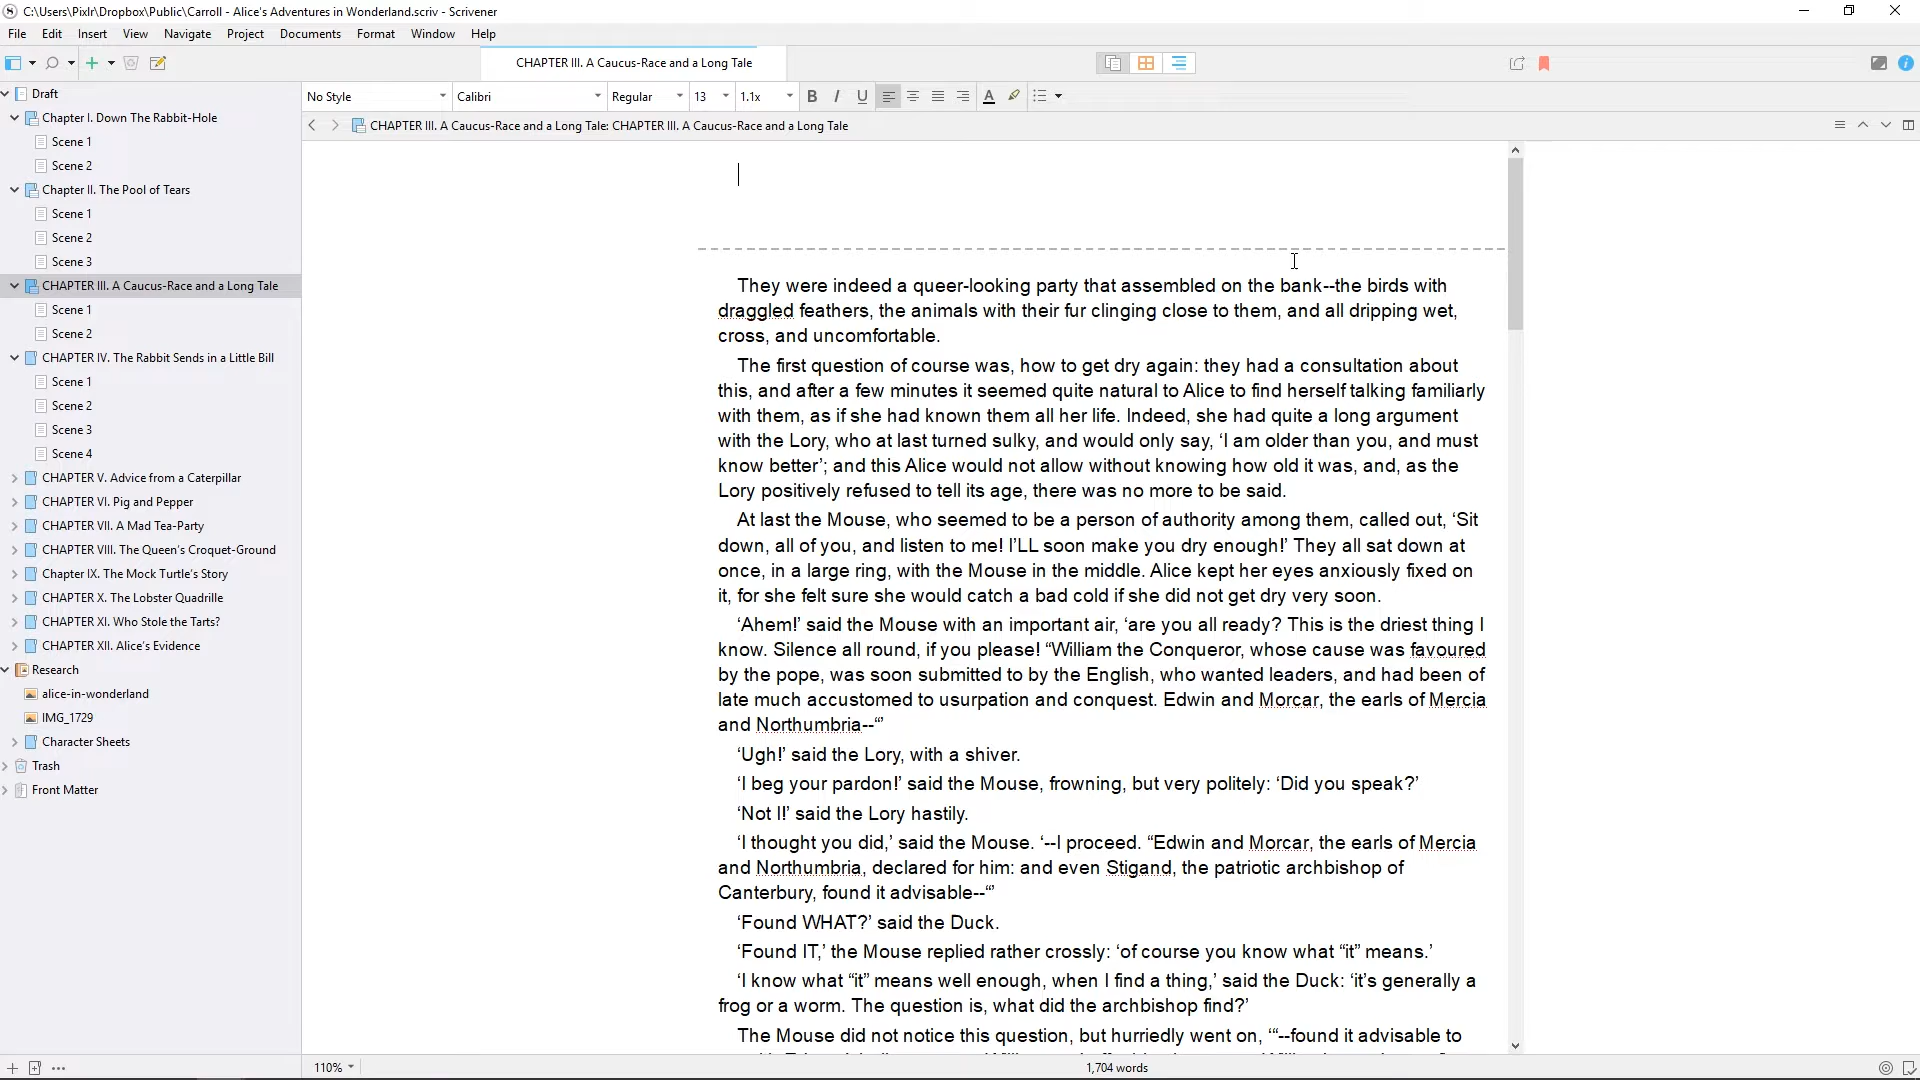 C:\Users\Pixlr\Dropbox\Public\Carroll - Alice's Adventures in Wonderland.scriv - Scrivener
File Edit Insert View Navigate Project Documents Format Window Help
CHAPTER III. A Caucus-Race and a Long Tale
No Style Calibri Regular 13 1.1x B I U A
CHAPTER III. A Caucus-Race and a Long Tale: CHAPTER III. A Caucus-Race and a Long Tale
Draft
Chapter I. Down The Rabbit-Hole
Scene 1
Scene 2
Chapter II. The Pool of Tears
Scene 1
Scene 2
Scene 3
CHAPTER III. A Caucus-Race and a Long Tale
Scene 1
Scene 2
CHAPTER IV. The Rabbit Sends in a Little Bill
Scene 1
Scene 2
Scene 3
Scene 4
CHAPTER V. Advice from a Caterpillar
CHAPTER VI. Pig and Pepper
CHAPTER VII. A Mad Tea-Party
CHAPTER VIII. The Queen's Croquet-Ground
Chapter IX. The Mock Turtle's Story
CHAPTER X. The Lobster Quadrille
CHAPTER XI. Who Stole the Tarts?
CHAPTER XII. Alice's Evidence
Research
alice-in-wonderland
IMG_1729
Character Sheets
Trash
Front Matter
They were indeed a queer-looking party that assembled on the bank--the birds with
draggled feathers, the animals with their fur clinging close to them, and all dripping wet,
cross, and uncomfortable.
The first question of course was, how to get dry again: they had a consultation about
this, and after a few minutes it seemed quite natural to Alice to find herself talking familiarly
with them, as if she had known them all her life. Indeed, she had quite a long argument
with the Lory, who at last turned sulky, and would only say, ‘I am older than you, and must
know better’; and this Alice would not allow without knowing how old it was, and, as the
Lory positively refused to tell its age, there was no more to be said.
At last the Mouse, who seemed to be a person of authority among them, called out, ‘Sit
down, all of you, and listen to me! I’LL soon make you dry enough!’ They all sat down at
once, in a large ring, with the Mouse in the middle. Alice kept her eyes anxiously fixed on
it, for she felt sure she would catch a bad cold if she did not get dry very soon.
‘Ahem!’ said the Mouse with an important air, ‘are you all ready? This is the driest thing I
know. Silence all round, if you please! “William the Conqueror, whose cause was favoured
by the pope, was soon submitted to by the English, who wanted leaders, and had been of
late much accustomed to usurpation and conquest. Edwin and Morcar, the earls of Mercia
and Northumbria--“’
‘Ugh!’ said the Lory, with a shiver.
‘I beg your pardon!’ said the Mouse, frowning, but very politely: ‘Did you speak?’
‘Not I!’ said the Lory hastily.
‘I thought you did,’ said the Mouse. ‘--I proceed. “Edwin and Morcar, the earls of Mercia
and Northumbria, declared for him: and even Stigand, the patriotic archbishop of
Canterbury, found it advisable--“’
‘Found WHAT?’ said the Duck.
‘Found IT,’ the Mouse replied rather crossly: ‘of course you know what “it” means.’
‘I know what “it” means well enough, when I find a thing,’ said the Duck: ‘it’s generally a
frog or a worm. The question is, what did the archbishop find?’
The Mouse did not notice this question, but hurriedly went on, ‘“--found it advisable to
110% 1,704 words